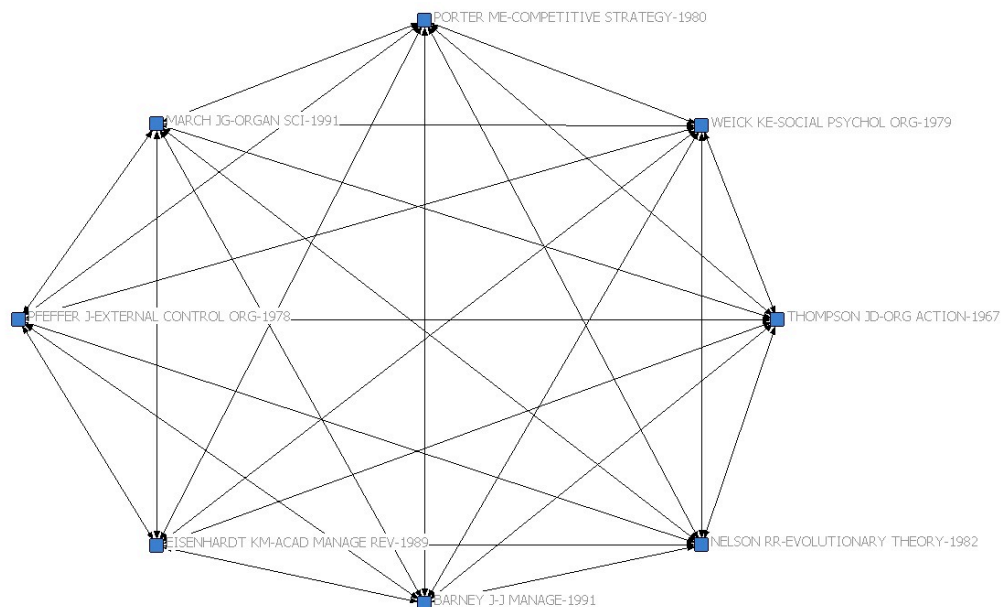 PORTER ME-COMPETITIVE STRATEGY-1980
MARCH JG-ORGAN SCI-1991
WEICK KE-SOCIAL PSYCHOL ORG-1979
PFEFFER J-EXTERNAL CONTROL ORG-1978
THOMPSON JD-ORG ACTION-1967
EISENHARDT KM-ACAD MANAGE REV-1989
NELSON RR-EVOLUTIONARY THEORY-1982
BARNEY J-J MANAGE-1991